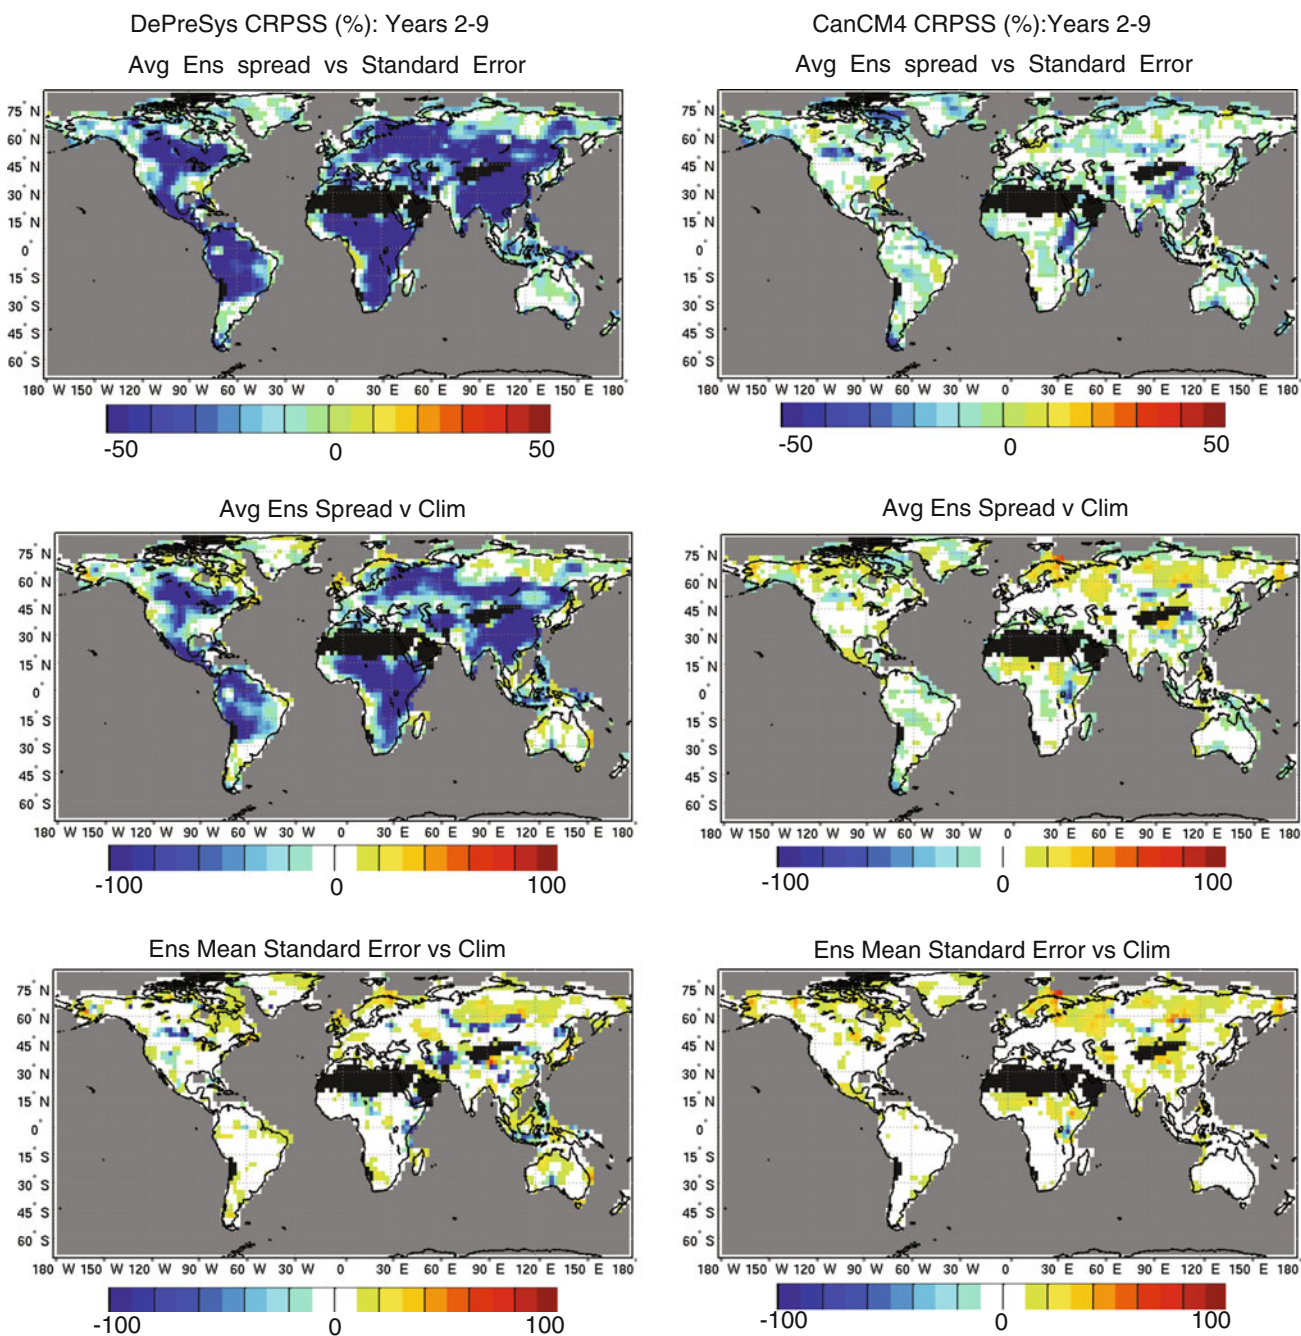 DePreSys CRPSS (%): Years 2-9
Avg Ens spread vs Standard Error
75° N
60° N
45° N
30° N
15° N
0°
15° S
30° S
45° S
60° S
180° W 150° W 120° W 90° W 60° W 30° W 0° 30° E 60° E 90° E 120° E 150° E 180°
-50 0 50
CanCM4 CRPSS (%):Years 2-9
Avg Ens spread vs Standard Error
75° N
60° N
45° N
30° N
15° N
0°
15° S
30° S
45° S
60° S
180° W 150° W 120° W 90° W 60° W 30° W 0° 30° E 60° E 90° E 120° E 150° E 180°
-50 0 50
Avg Ens Spread v Clim
75° N
60° N
45° N
30° N
15° N
0°
15° S
30° S
45° S
60° S
180° W 150° W 120° W 90° W 60° W 30° W 0 30° E 60° E 90° E 120° E 150° E 180°
-100 0 100
Avg Ens Spread v Clim
75° N
60° N
45° N
30° N
15° N
0°
15° S
30° S
45° S
60° S
180° W 150° W 120° W 90° W 60° W 30° W 0 30° E 60° E 90° E 120° E 150° E 180°
-100 0 100
Ens Mean Standard Error vs Clim
75° N
60° N
45° N
30° N
15° N
0°
15° S
30° S
45° S
60° S
180° W 150° W 120° W 90° W 60° W 30° W 0 30° E 60° E 90° E 120° E 150° E 180°
-100 0 100
Ens Mean Standard Error vs Clim
75° N
60° N
45° N
30° N
15° N
0°
15° S
30° S
45° S
60° S
180° W 150° W 120° W 90° W 60° W 30° W 0 30° E 60° E 90° E 120° E 150° E 180°
-100 0 100